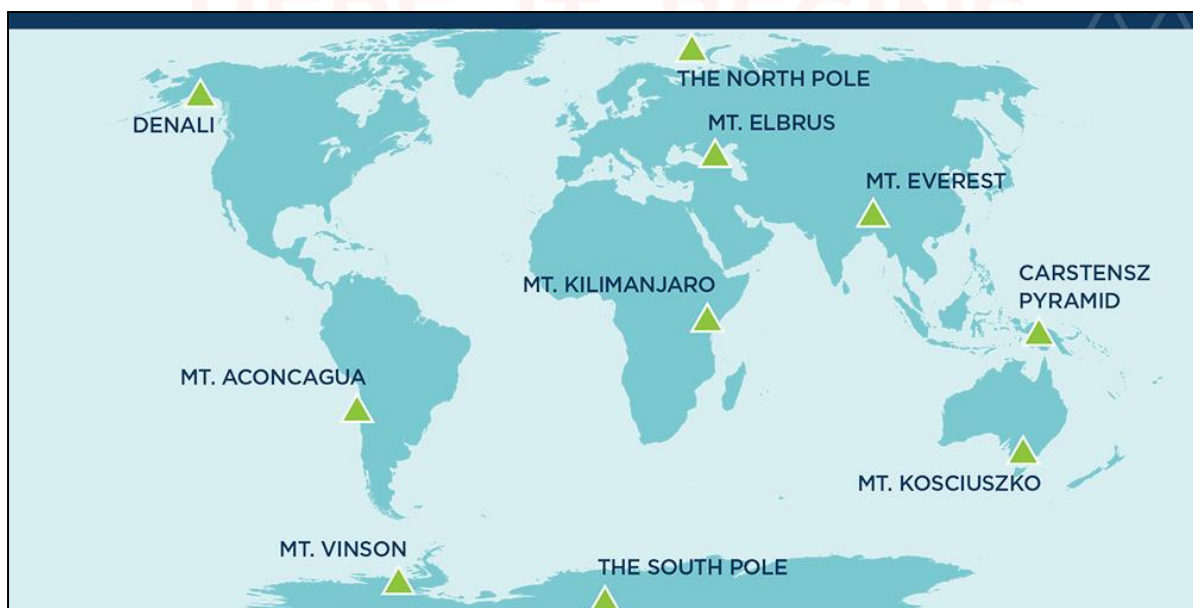 THE NORTH POLE
DENALI
MT. ELBRUS
MT. EVEREST
CARSTENSZ
PYRAMID
MT. KILIMANJARO
MT. ACONCAGUA
MT. KOSCIUSZKO
MT. VINSON
THE SOUTH POLE